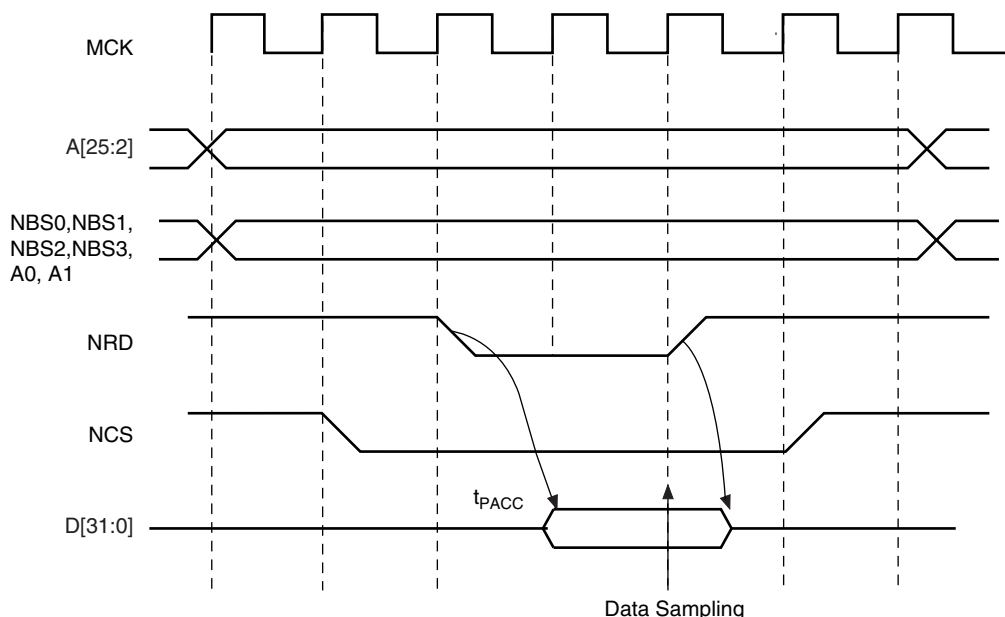 MCK
A[25:2]
NBS0,NBS1,
NBS2,NBS3,
A0, A1
NRD
NCS
tPACC
D[31:0]
Data Sampling